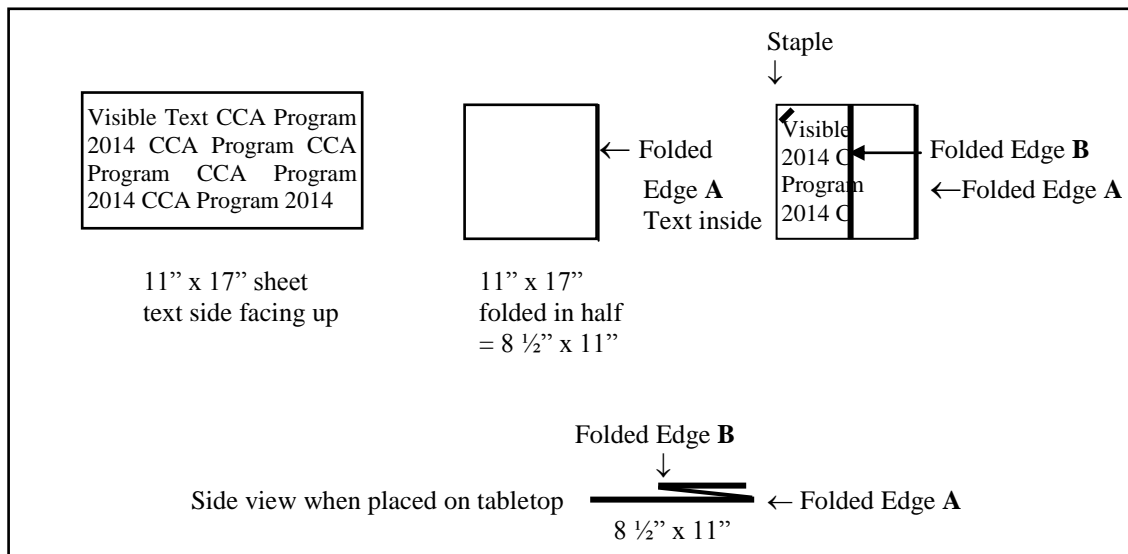 Staple
↓
Visible Text CCA Program
2014 CCA Program CCA
Program CCA Program
2014 CCA Program 2014
11” x 17” sheet
text side facing up
← Folded
Edge A
Text inside
11” x 17”
folded in half
= 8 ½” x 11”
Visible
2014 C
Program
2014 C
Folded Edge B
←Folded Edge A
Folded Edge B
↓
Side view when placed on tabletop
← Folded Edge A
8 ½” x 11”